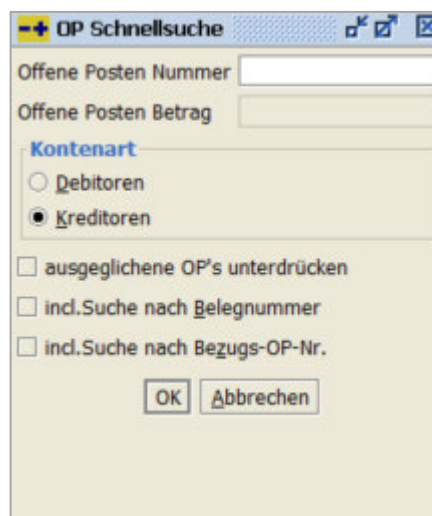 OP Schnellsuche
Offene Posten Nummer
Offene Posten Betrag
Kontenart
Debitoren
Kreditoren
ausgeglichene OP's unterdrücken
incl.Suche nach Belegnummer
incl.Suche nach Bezugs-OP-Nr.
OK Abbrechen